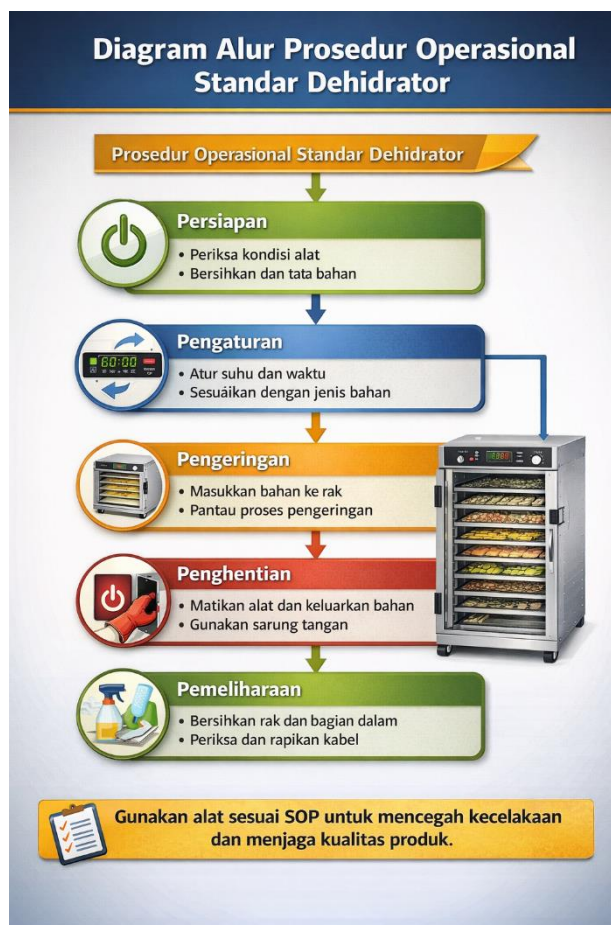 Diagram Alur Prosedur Operasional
Standar Dehidrator
Prosedur Operasional Standar Dehidrator
Persiapan
• Periksa kondisi alat
• Bersihkan dan tata bahan
Pengaturan
60:00
• Atur suhu dan waktu
• Sesuaikan dengan jenis bahan
Pengeringan
• Masukkan bahan ke rak
• Pantau proses pengeringan
Penghentian
• Matikan alat dan keluarkan bahan
• Gunakan sarung tangan
Pemeliharaan
• Bersihkan rak dan bagian dalam
• Periksa dan rapikan kabel
Gunakan alat sesuai SOP untuk mencegah kecelakaan
dan menjaga kualitas produk.